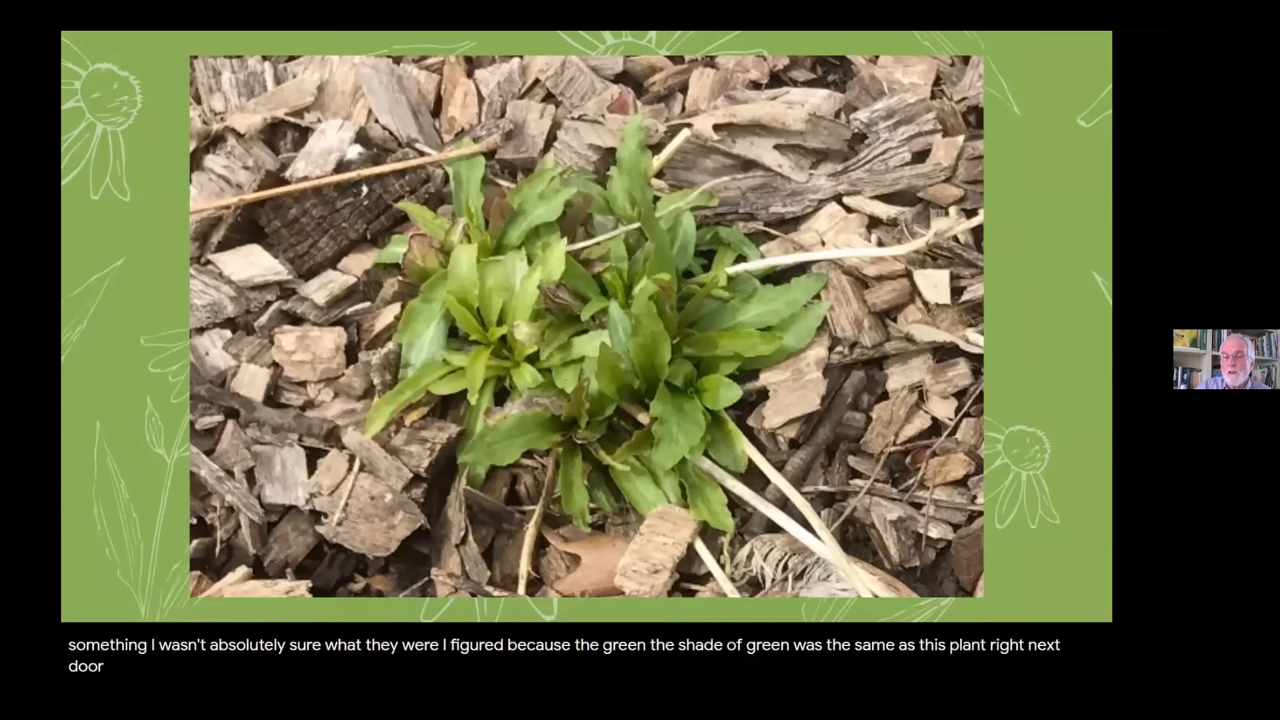 something I wasn't absolutely sure what they were I figured because the green the shade of green was the same as this plant right next
door